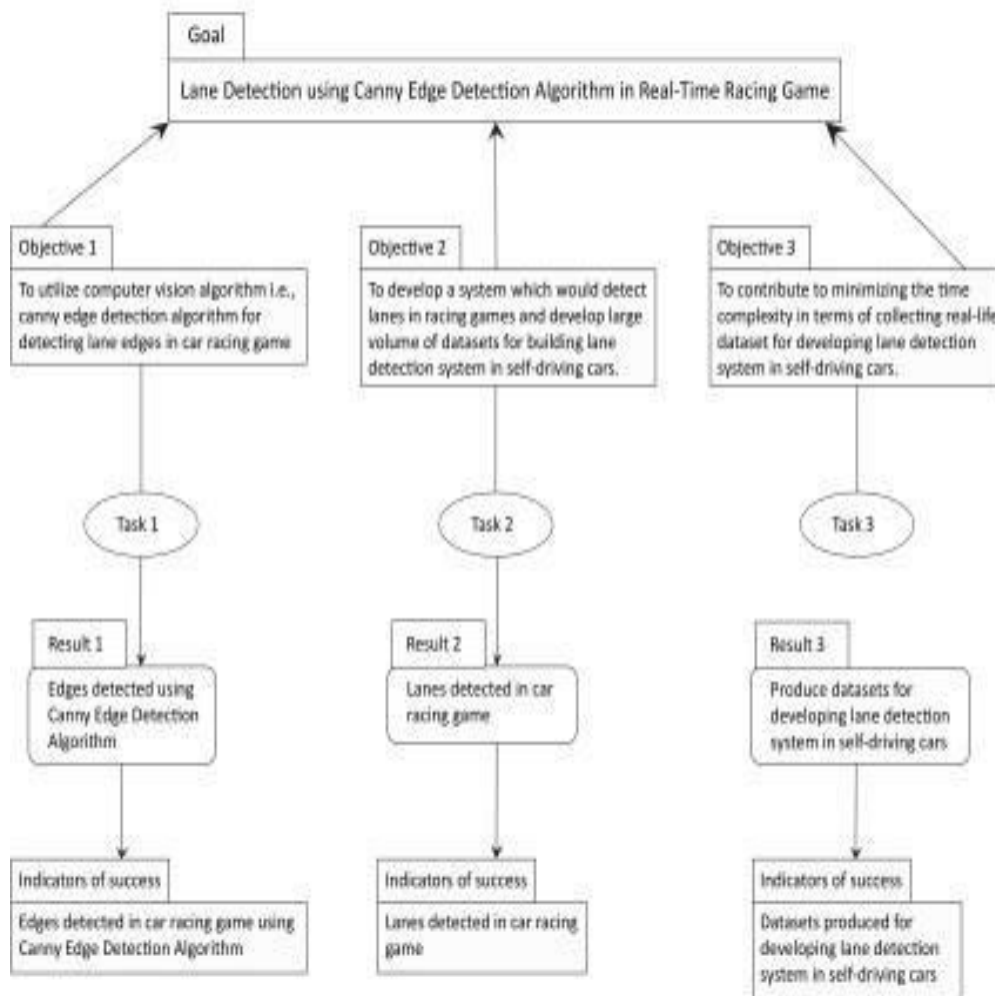 Goal
Lane Detection using Canny Edge Detection Algorithm in Real-Time Racing Game
Objective 1
To utilize computer vision algorithm i.e.,
canny edge detection algorithm for
detecting lane edges in car racing game
Objective 2
To develop a system which would detect
lanes in racing games and develop large
volume of datasets for building lane
detection system in self-driving cars.
Objective 3
To contribute to minimizing the time
complexity in terms of collecting real-life
dataset for developing lane detection
system in self-driving cars.
Task 1
Task 2
Task 3
Result 1
Edges detected using
Canny Edge Detection
Algorithm
Result 2
Lanes detected in car
racing game
Result 3
Produce datasets for
developing lane detection
system in self-driving cars
Indicators of success
Edges detected in car racing game using
Canny Edge Detection Algorithm
Indicators of success
Lanes detected in car racing
game
Indicators of success
Datasets produced for
developing lane detection
system in self-driving cars